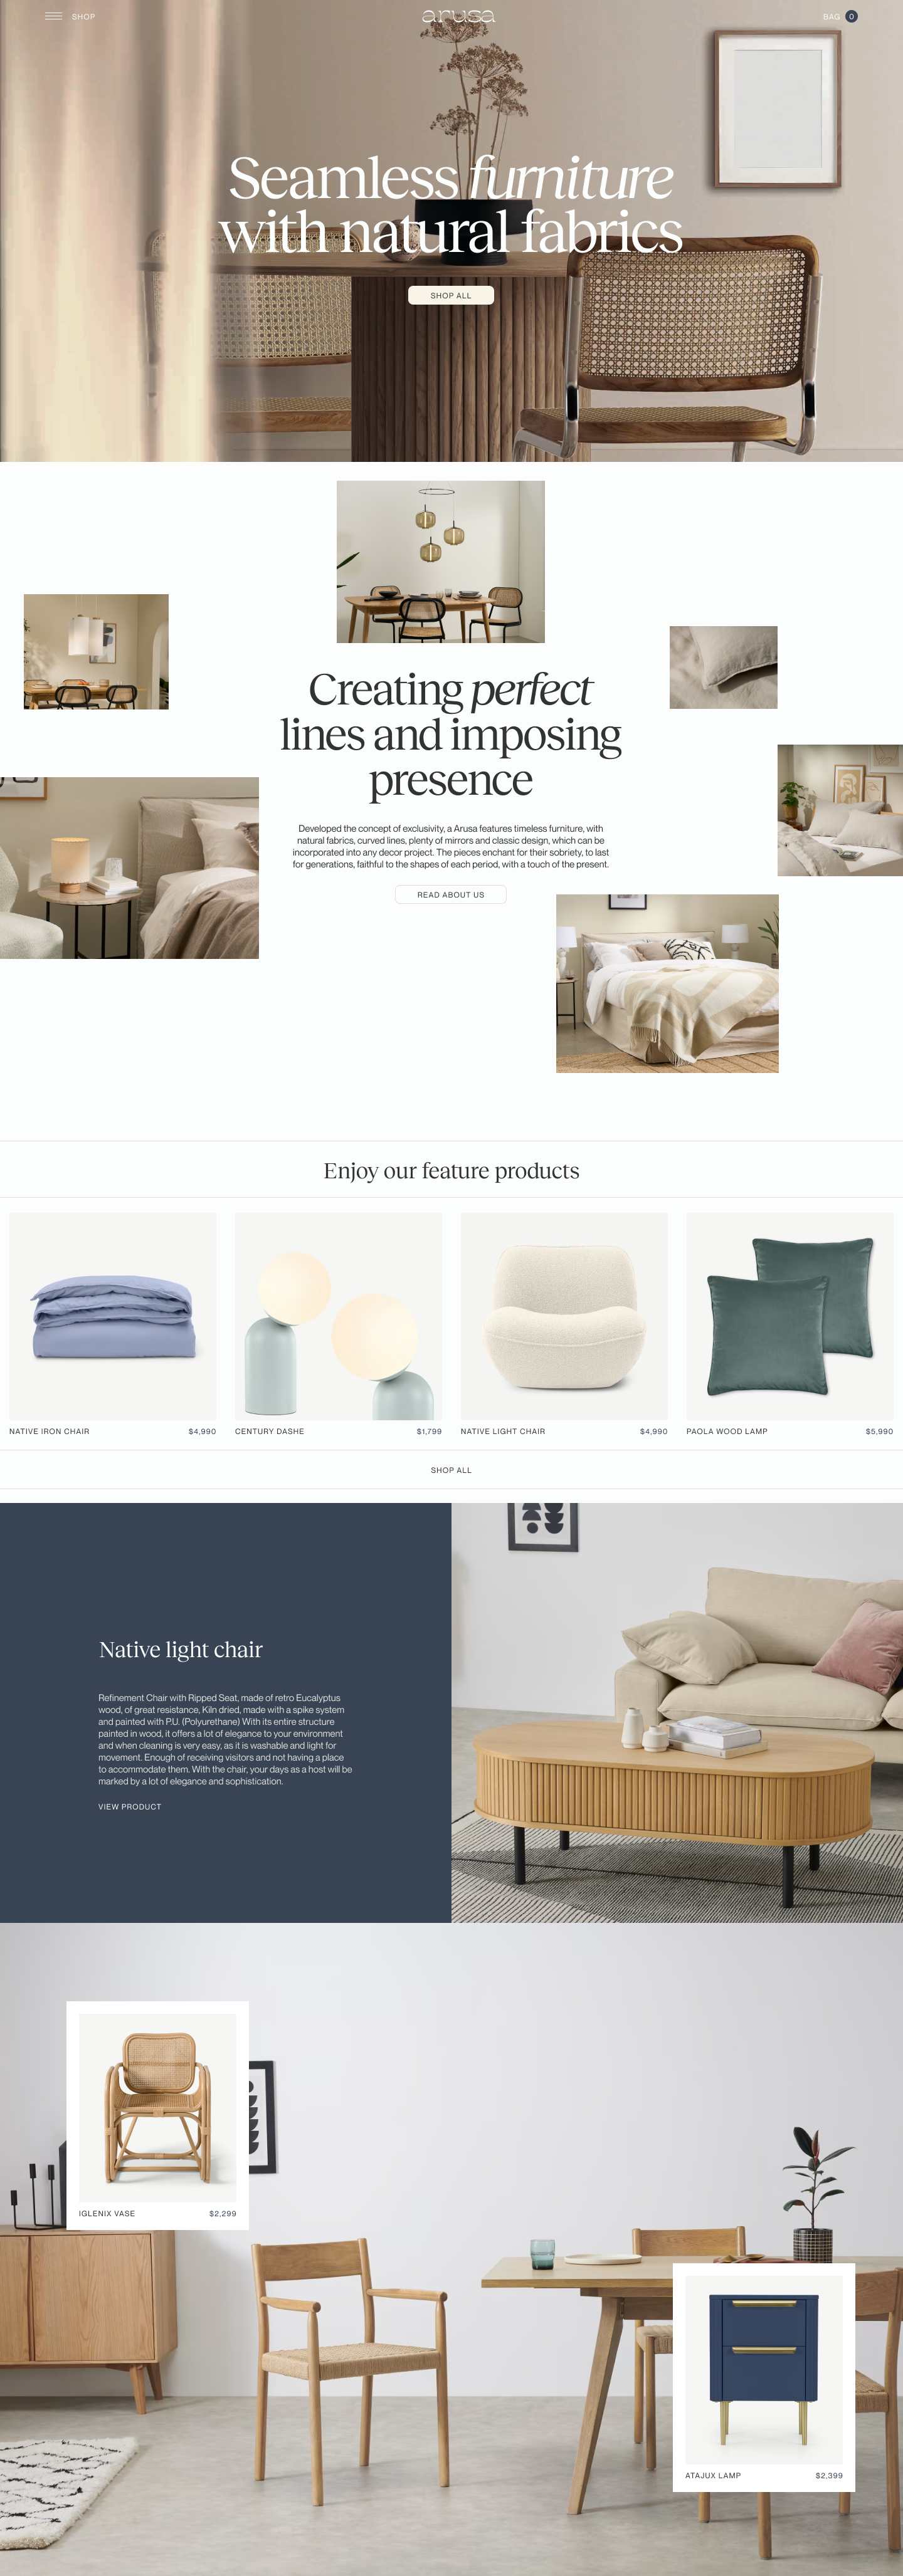 SHOP
arusa
BAG 0
Seamless furniture
with natural fabrics
SHOP ALL
Creating perfect
lines and imposing
presence
Developed the concept of exclusivity, a Arusa features timeless furniture, with
natural fabrics, curved lines, plenty of mirrors and classic design, which can be
incorporated into any decor project. The pieces enchant for their sobriety, to last
for generations, faithful to the shapes of each period, with a touch of the present.
READ ABOUT US
Enjoy our feature products
NATIVE IRON CHAIR $4,990
CENTURY DASHE $1,799
NATIVE LIGHT CHAIR $4,990
PAOLA WOOD LAMP $5,990
SHOP ALL
Native light chair
Refinement Chair with Ripped Seat, made of retro Eucalyptus
wood, of great resistance, Kiln dried, made with a spike system
and painted with P.U. (Polyurethane) With its entire structure
painted in wood, it offers a lot of elegance to your environment
and when cleaning is very easy, as it is washable and light for
movement. Enough of receiving visitors and not having a place
to accommodate them. With the chair, your days as a host will be
marked by a lot of elegance and sophistication.
VIEW PRODUCT
IGLENIX VASE $2,299
ATAJUX LAMP $2,399